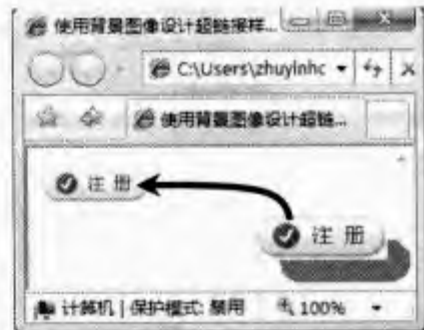 使用背景图像设计超链接样...
C:\Users\zhuyinhc
使用背景图像设计超链...
注 册
注 册
计算机 | 保护模式: 禁用
100%